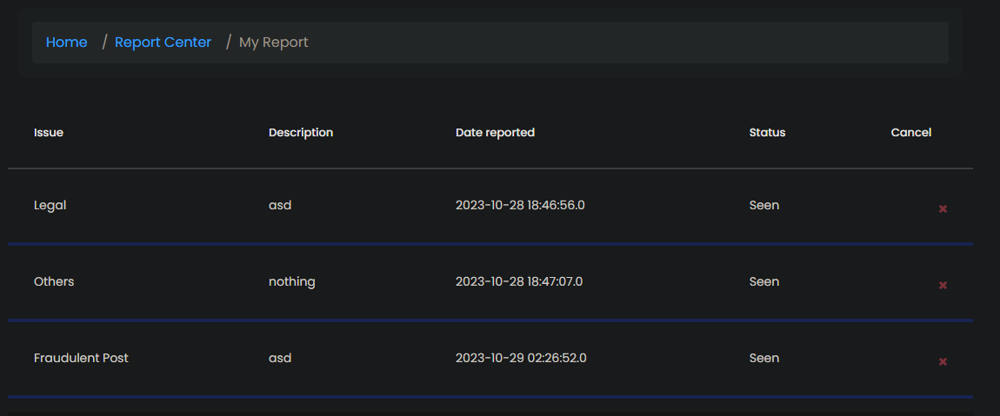 Home / Report Center / My Report
Issue Description Date reported Status Cancel
Legal asd 2023-10-28 18:46:56.0 Seen ✖
Others nothing 2023-10-28 18:47:07.0 Seen ✖
Fraudulent Post asd 2023-10-29 02:26:52.0 Seen ✖